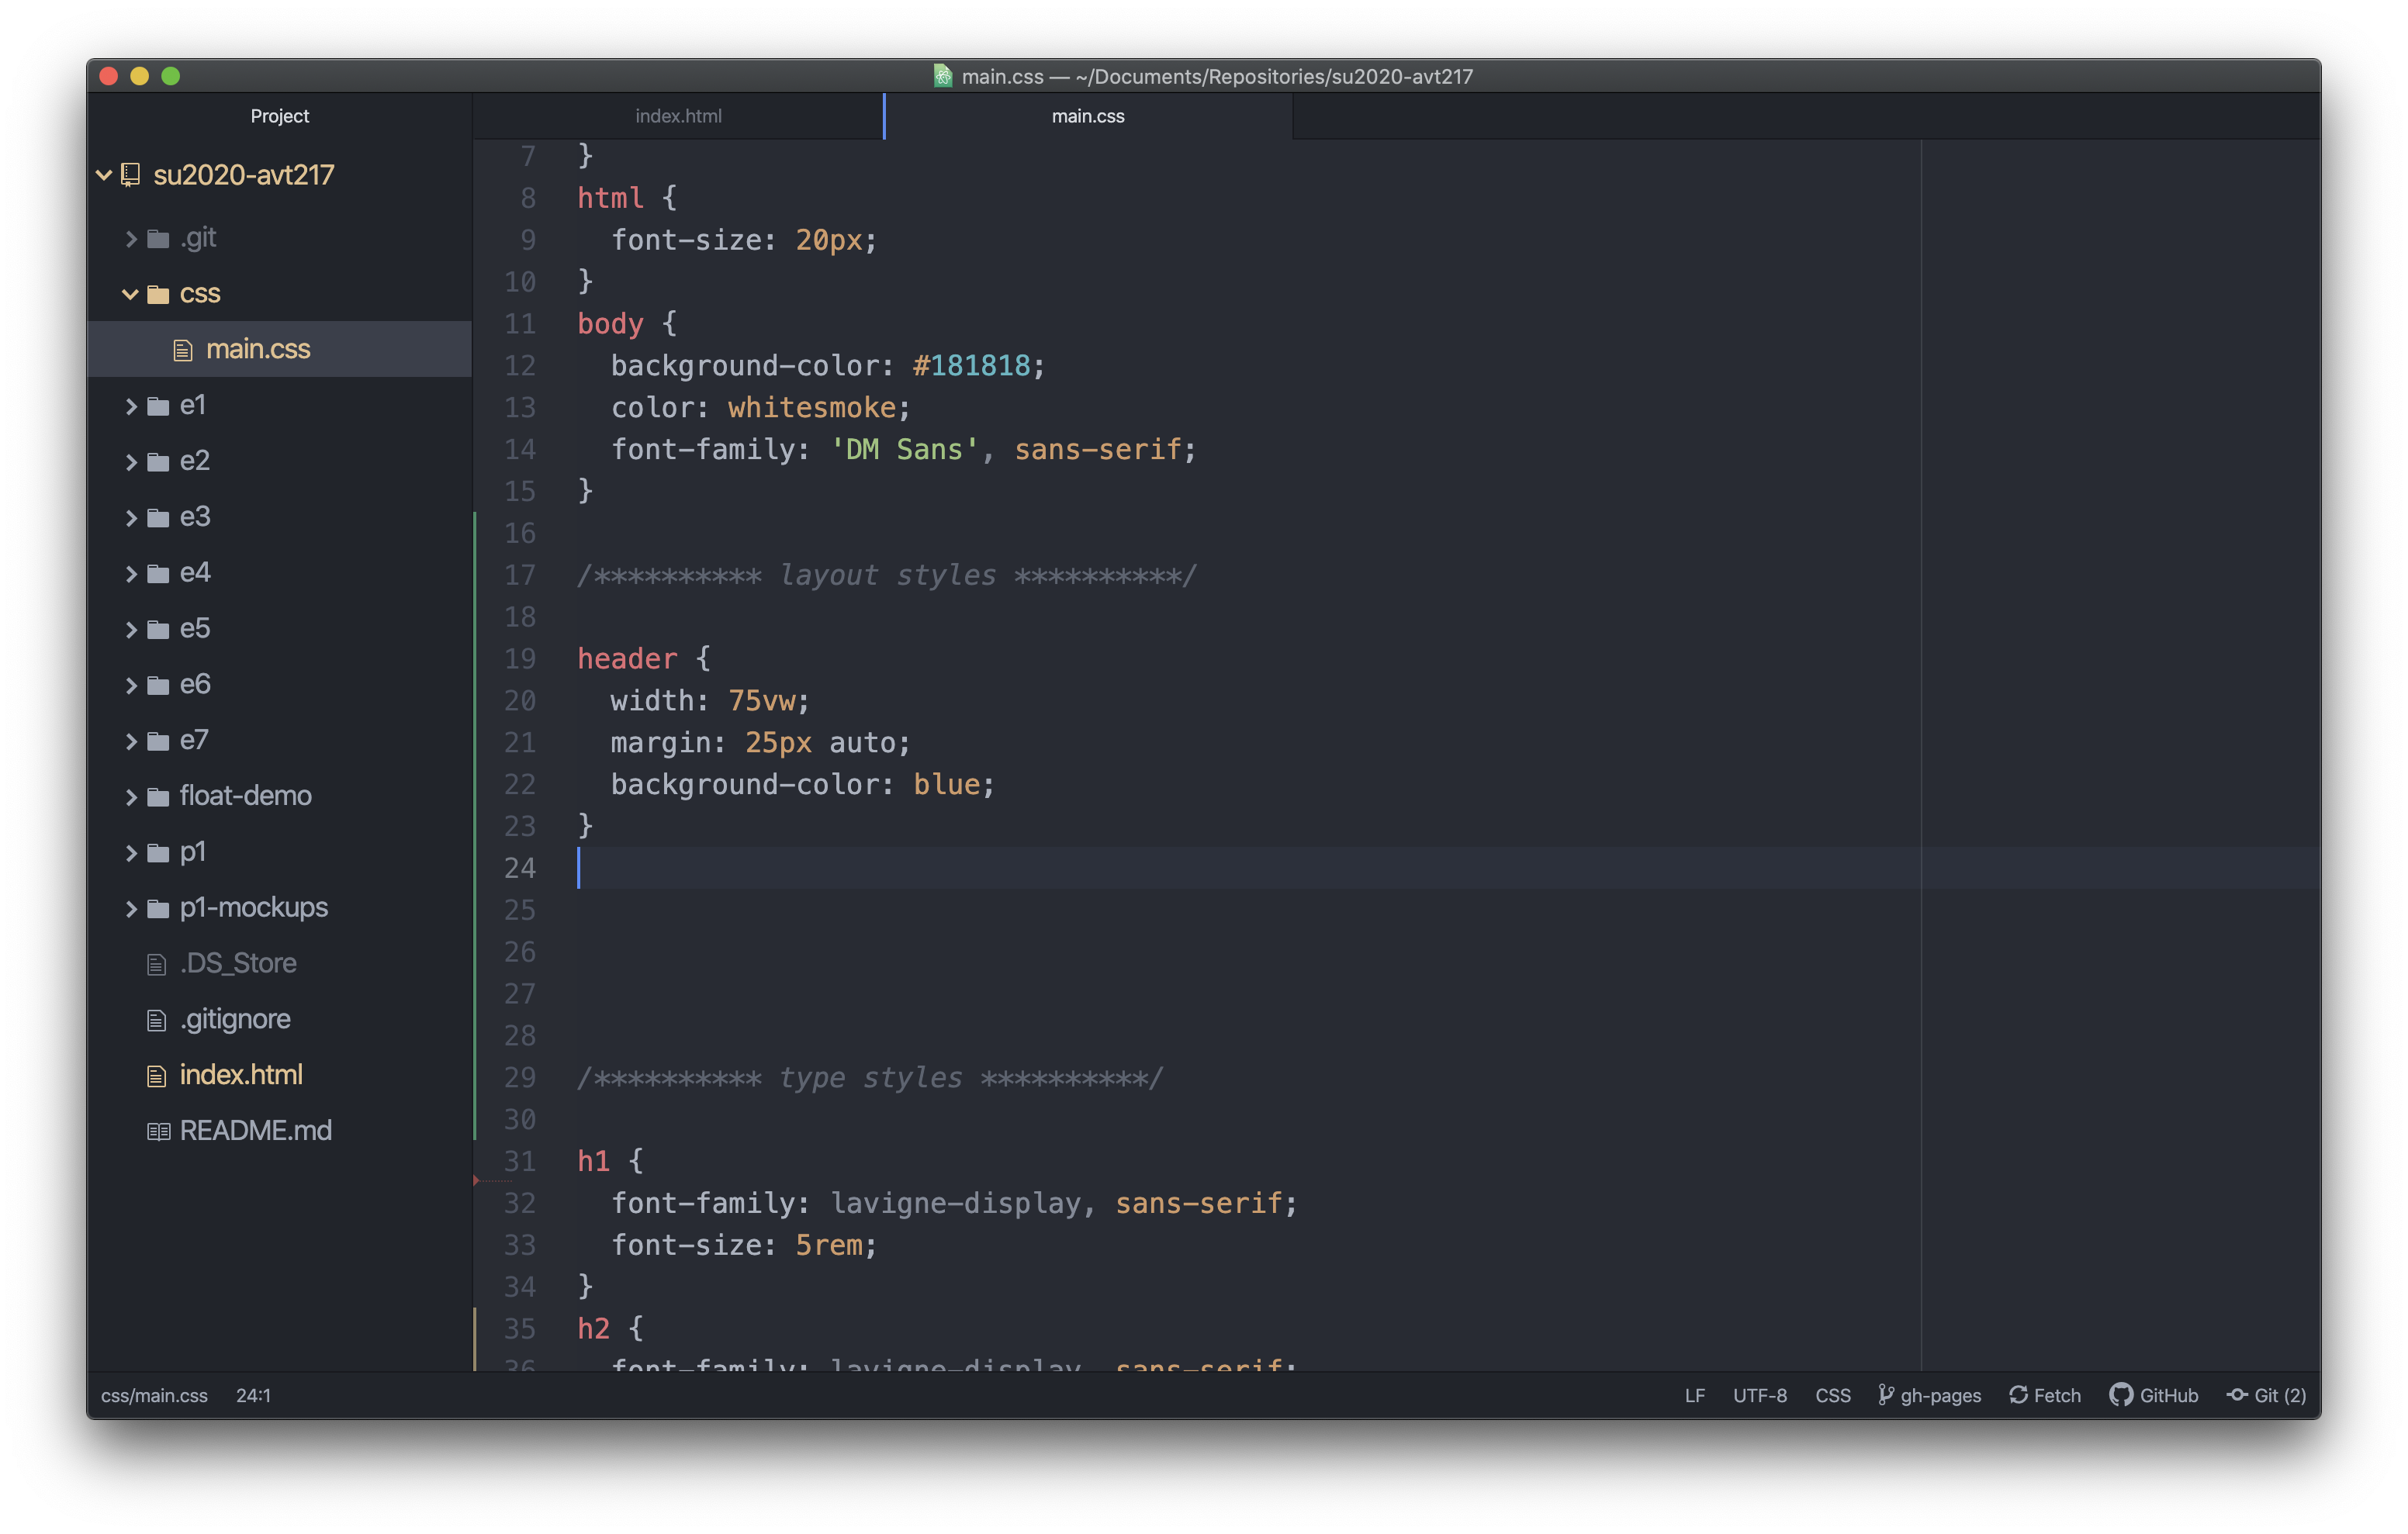 main.css — ~/Documents/Repositories/su2020-avt217
Project
su2020-avt217
.git
css
main.css
e1
e2
e3
e4
e5
e6
e7
float-demo
p1
p1-mockups
.DS_Store
.gitignore
index.html
README.md
index.html
main.css
7 }
8 html {
9   font-size: 20px;
10 }
11 body {
12   background-color: #181818;
13   color: whitesmoke;
14   font-family: 'DM Sans', sans-serif;
15 }
16
17 /********** layout styles **********/
18
19 header {
20   width: 75vw;
21   margin: 25px auto;
22   background-color: blue;
23 }
24
25
26
27
28
29 /********** type styles **********/
30
31 h1 {
32   font-family: lavigne-display, sans-serif;
33   font-size: 5rem;
34 }
35 h2 {
36   font-family: lavigne-display, sans-serif;
css/main.css 24:1 LF UTF-8 CSS gh-pages Fetch GitHub Git (2)